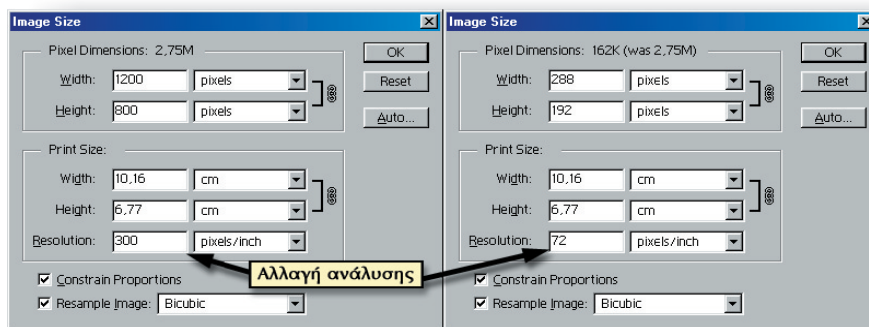 Image Size
Pixel Dimensions: 2,75M
Width: 1200 pixels
Height: 800 pixels
OK
Reset
Auto...
Print Size:
Width: 10,16 cm
Height: 6,77 cm
Resolution: 300 pixels/inch
Constrain Proportions
Resample Image: Bicubic
Image Size
Pixel Dimensions: 162K (was 2,75M)
Width: 288 pixels
Height: 192 pixels
OK
Reset
Auto...
Print Size:
Width: 10,16 cm
Height: 6,77 cm
Resolution: 72 pixels/inch
Constrain Proportions
Resample Image: Bicubic
Αλλαγή ανάλυσης